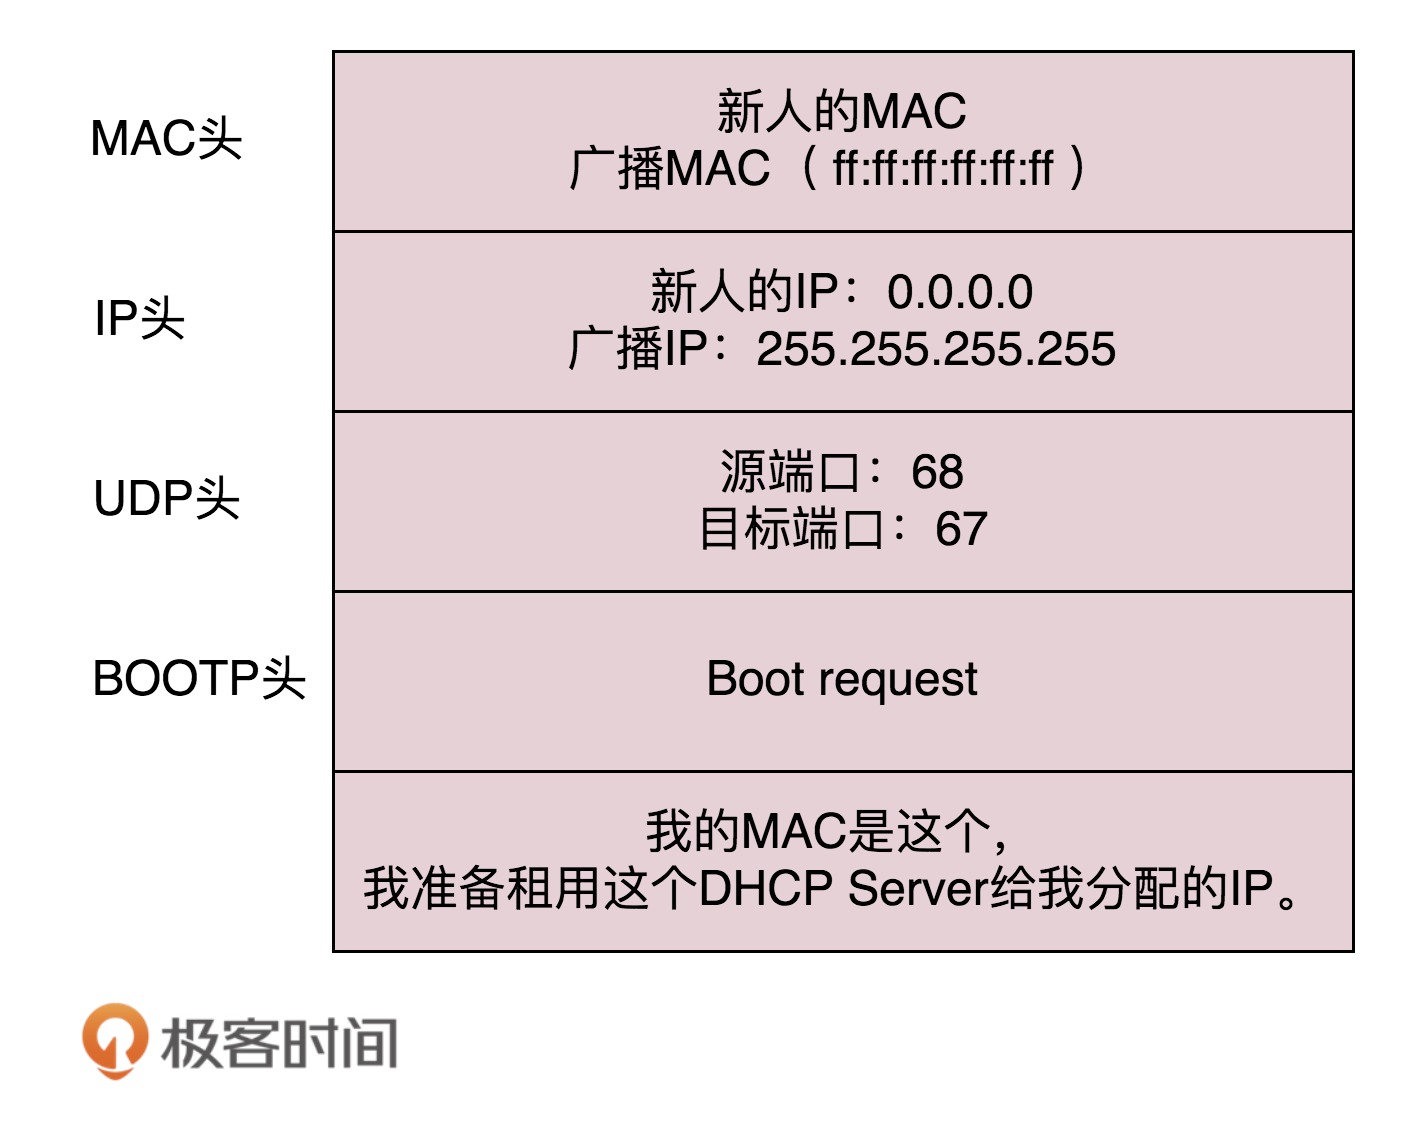 MAC头
新人的MAC
广播MAC（ff:ff:ff:ff:ff:ff）
IP头
新人的IP：0.0.0.0
广播IP：255.255.255.255
UDP头
源端口：68
目标端口：67
BOOTP头
Boot request
我的MAC是这个，
我准备租用这个DHCP Server给我分配的IP。
极客时间